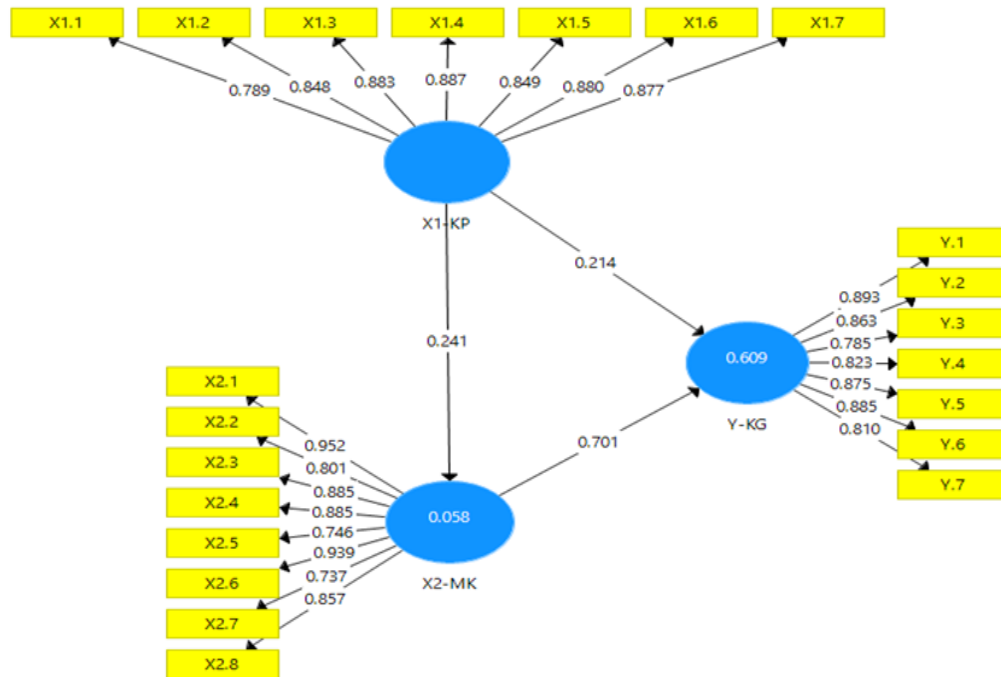 X1.1 X1.2 X1.3 X1.4 X1.5 X1.6 X1.7
0.789 0.848 0.883 0.887 0.849 0.880 0.877
X1-KP
0.214
0.241
Y.1
Y.2
Y.3
Y.4
Y.5
Y.6
Y.7
0.893
0.863
0.785
0.823
0.875
0.885
0.810
0.609
Y-KG
0.701
X2.1
X2.2
X2.3
X2.4
X2.5
X2.6
X2.7
X2.8
0.952
0.801
0.885
0.885
0.746
0.939
0.737
0.857
0.058
X2-MK